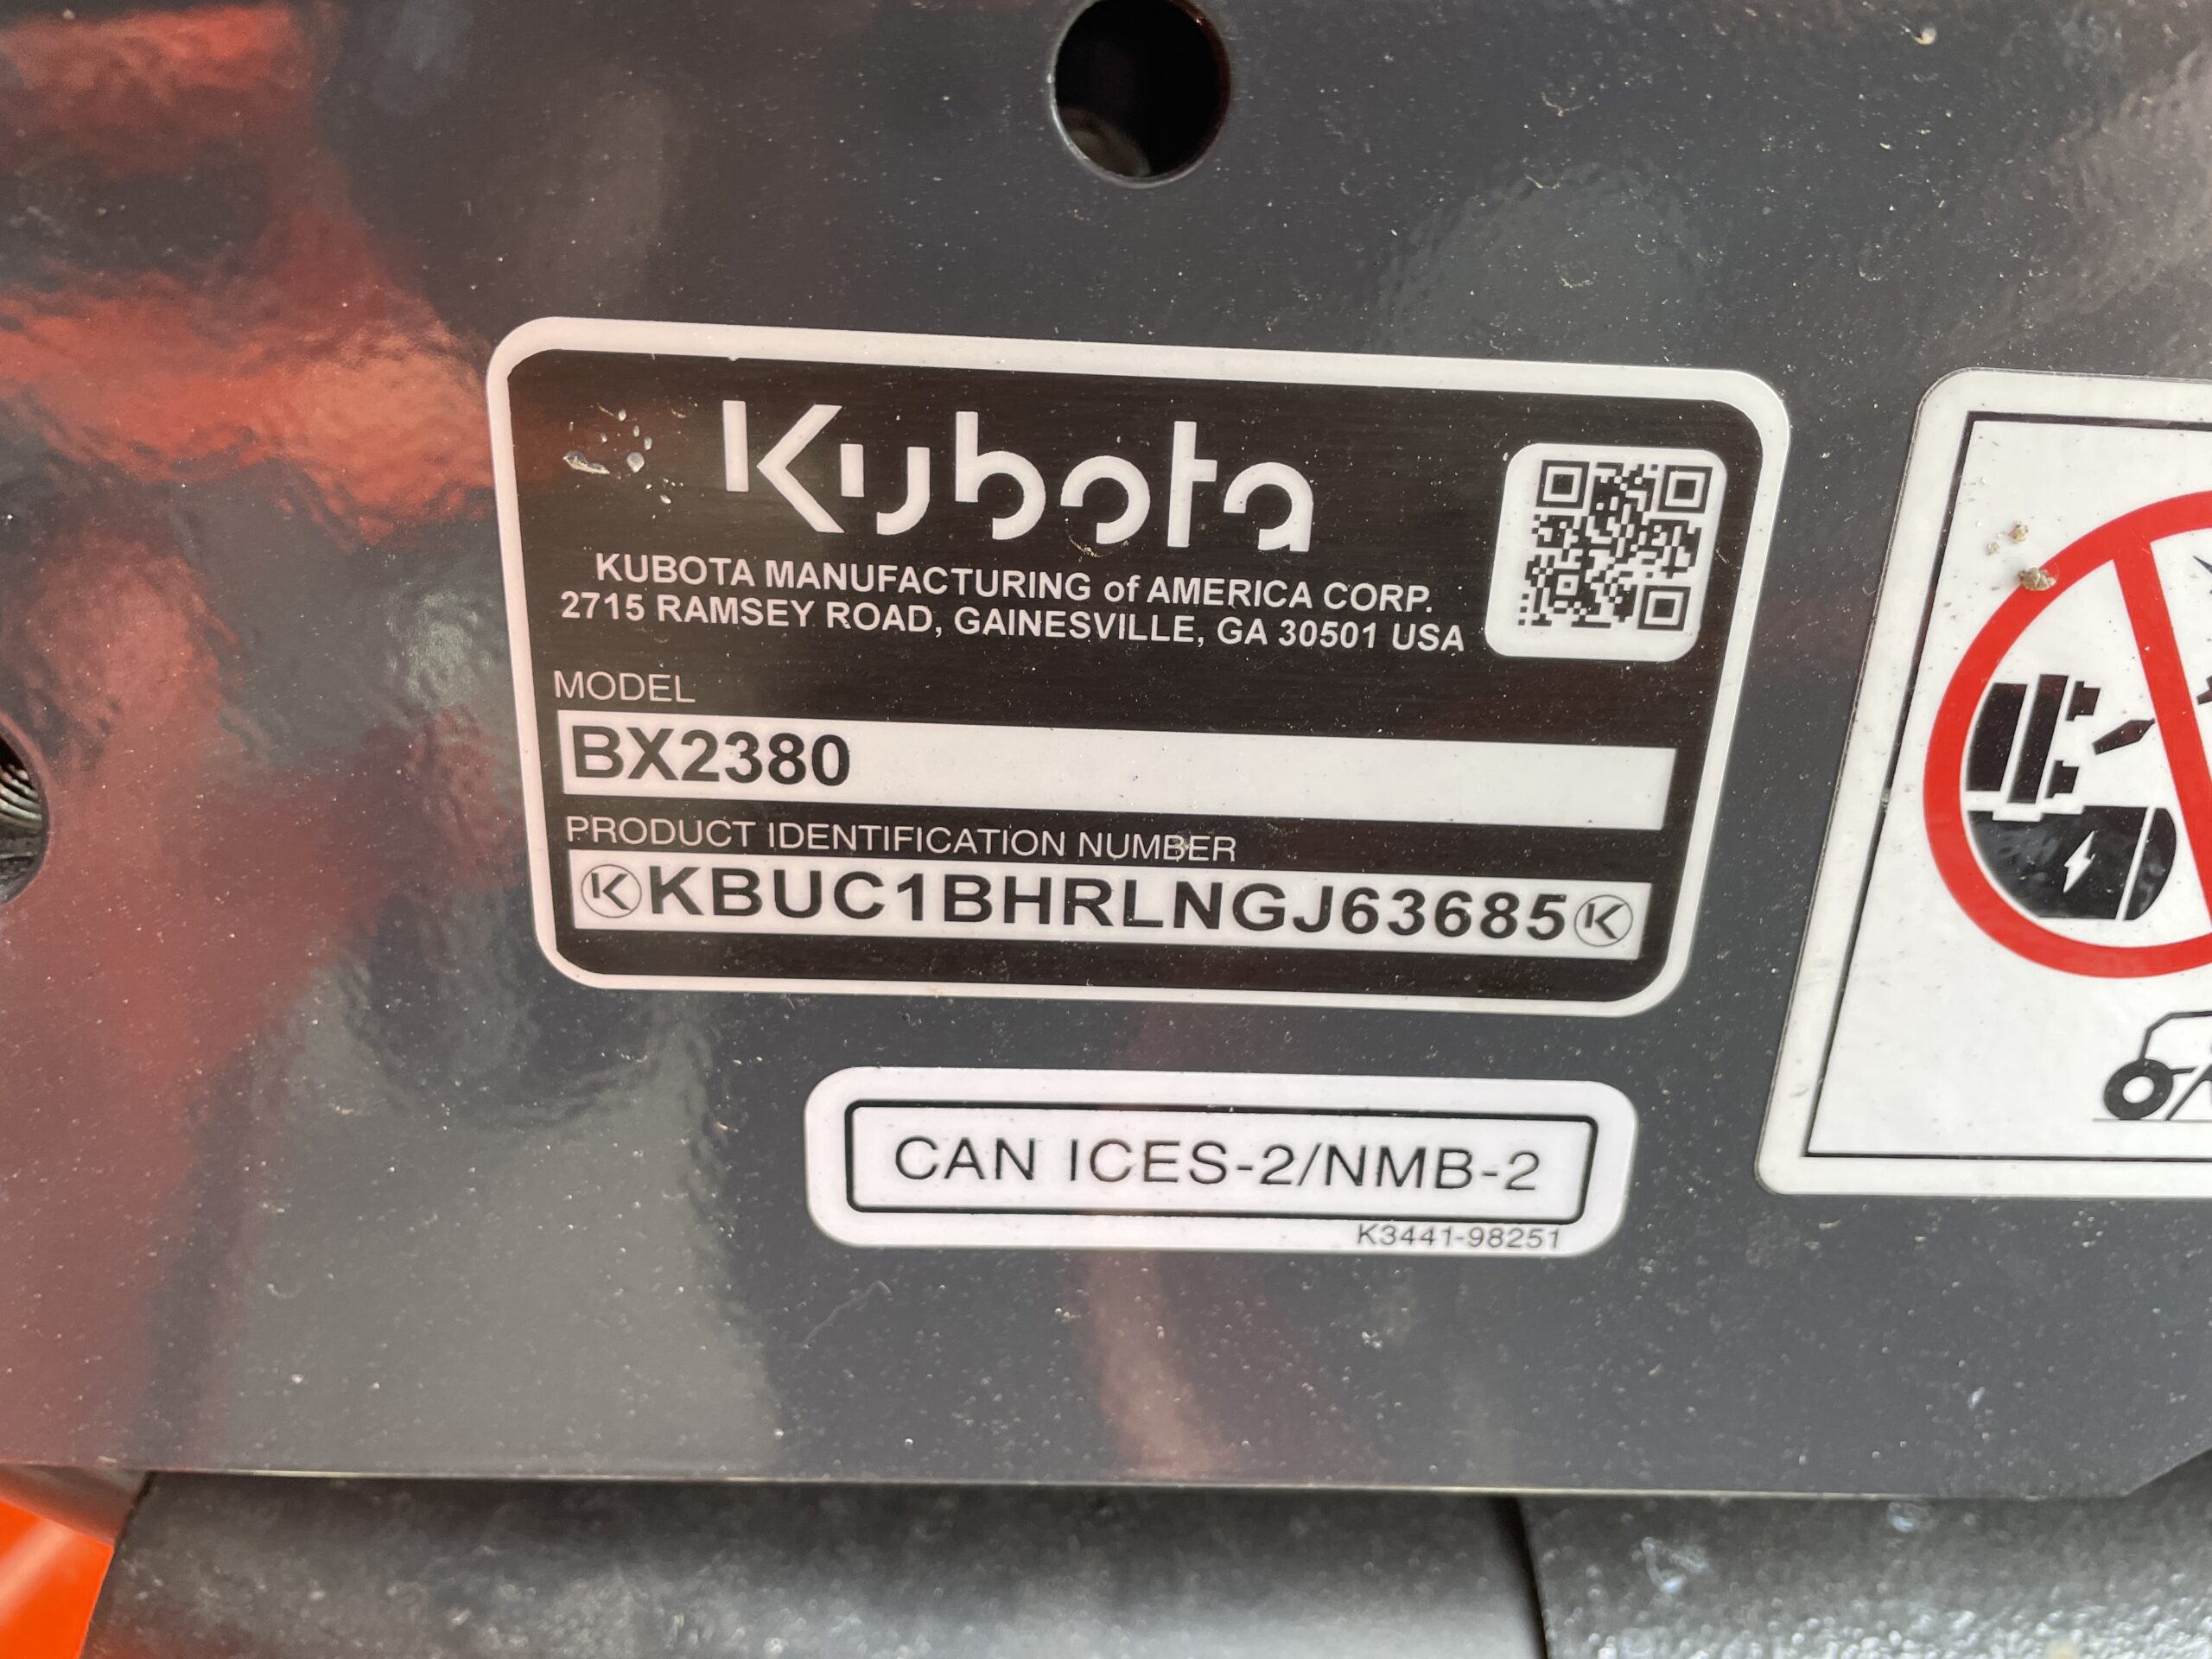 Kubota
KUBOTA MANUFACTURING of AMERICA CORP.
2715 RAMSEY ROAD, GAINESVILLE, GA 30501 USA
MODEL
BX2380
PRODUCT IDENTIFICATION NUMBER
KKBUC1BHRLNGJ63685K
CAN ICES-2/NMB-2
K3441-98251